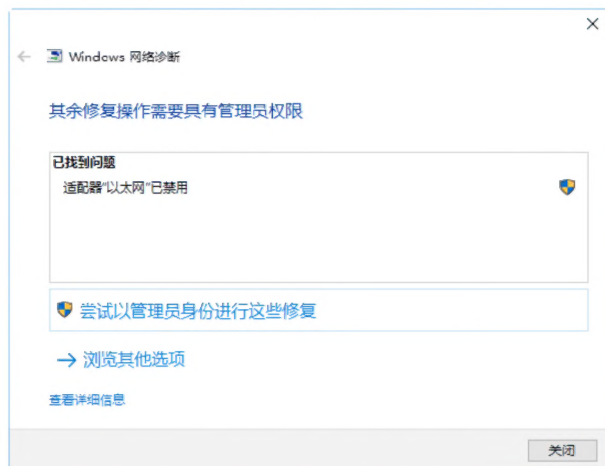 Windows 网络诊断
其余修复操作需要具有管理员权限
已找到问题
适配器"以太网"已禁用
尝试以管理员身份进行这些修复
浏览其他选项
查看详细信息
关闭